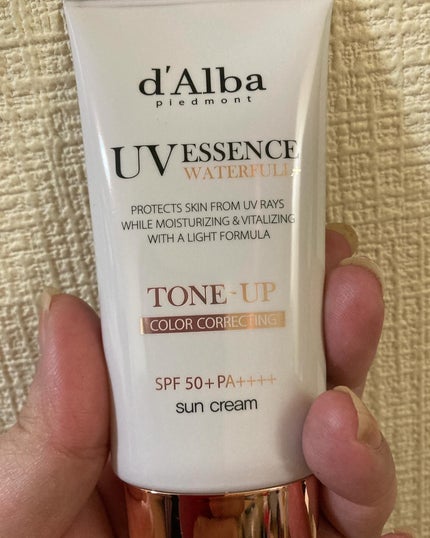 d'Alba
piedmont
UV ESSENCE
WATERFULL
PROTECTS SKIN FROM UV RAYS
WHILE MOISTURIZING & VITALIZING
WITH A LIGHT FORMULA
TONE-UP
COLOR CORRECTING
SPF 50+PA++++
sun cream